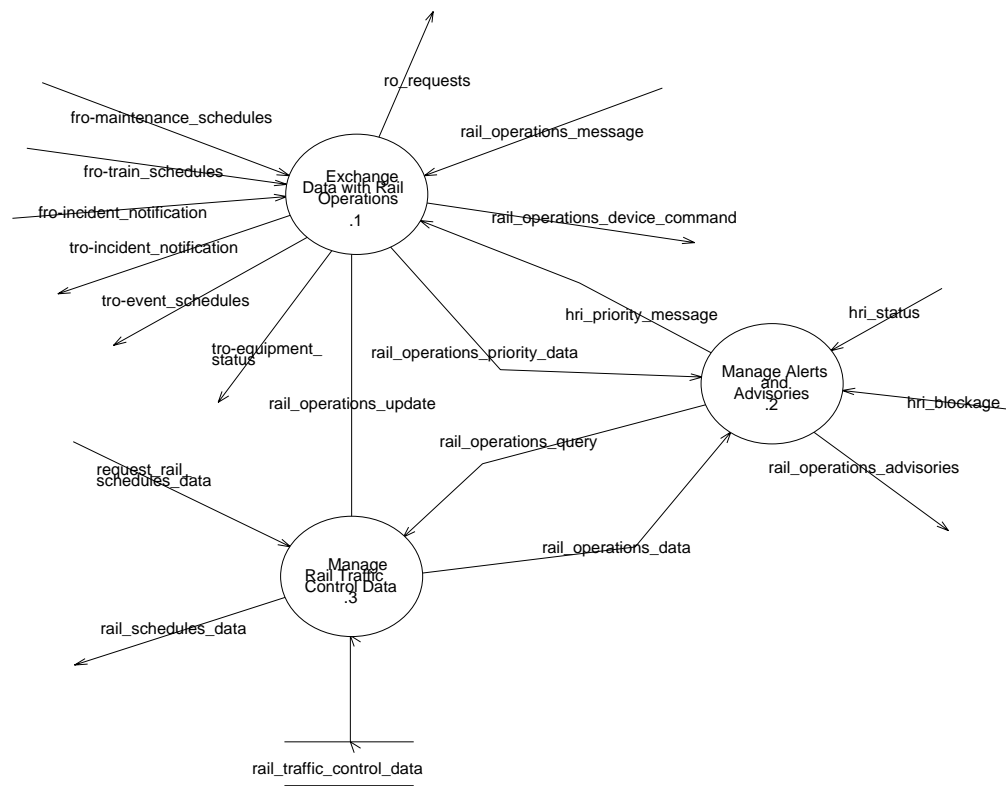 ro_requests
fro-maintenance_schedules
rail_operations_message
fro-train_schedules
Exchange
Data with Rail
Operations
.1
fro-incident_notification
rail_operations_device_command
tro-incident_notification
tro-event_schedules
hri_priority_message
hri_status
tro-equipment_
status
rail_operations_priority_data
Manage Alerts
and
Advisories
.2
rail_operations_update
hri_blockage
rail_operations_query
rail_operations_advisories
request_rail_
schedules_data
rail_operations_data
Manage
Rail Traffic
Control Data
.3
rail_schedules_data
rail_traffic_control_data